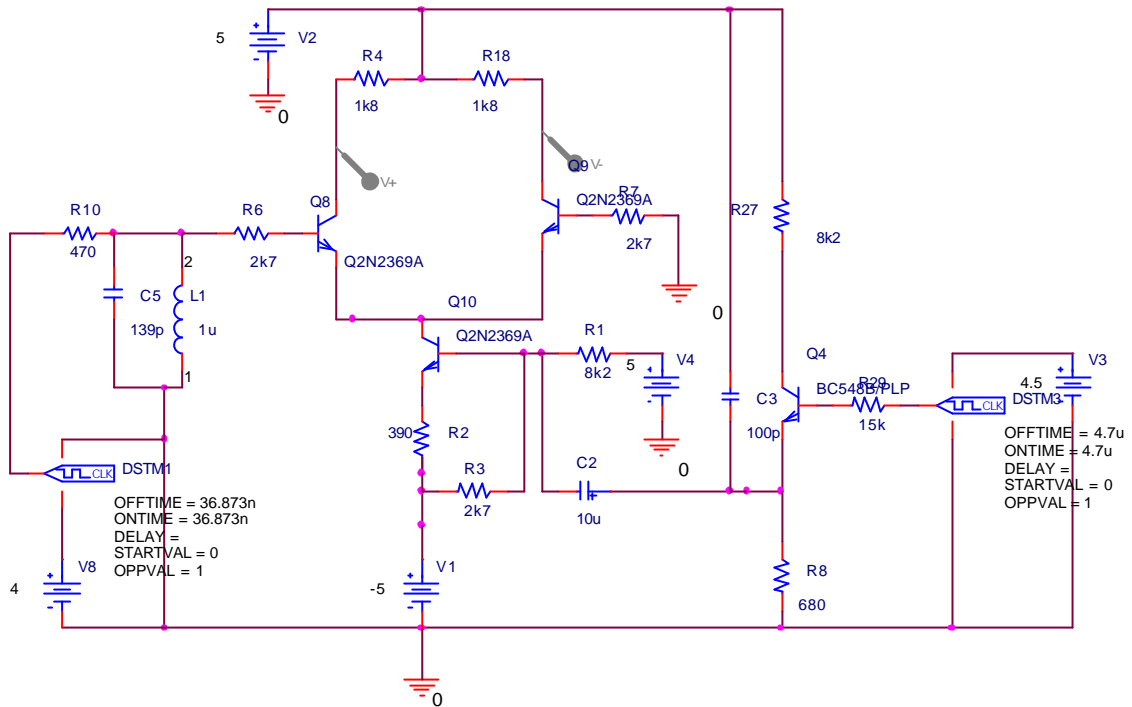 5
V2
R4
R18
1k8
1k8
0
V+
V-
Q9
Q8
Q2N2369A
R7
R27
R10
R6
470
2k7
2k7
8k2
Q2N2369A
2
C5
L1
139p
1u
1
0
Q10
Q2N2369A
R1
8k2
5
V4
Q4
BC548B/PLP
R29
15k
CLK
DSTM3
4.5
V3
C3
100p
OFFTIME = 4.7u
ONTIME = 4.7u
DELAY =
STARTVAL = 0
OPPVAL = 1
390
R2
0
R3
2k7
C2
10u
CLK
DSTM1
OFFTIME = 36.873n
ONTIME = 36.873n
DELAY =
STARTVAL = 0
OPPVAL = 1
4
V8
-5
V1
R8
680
0